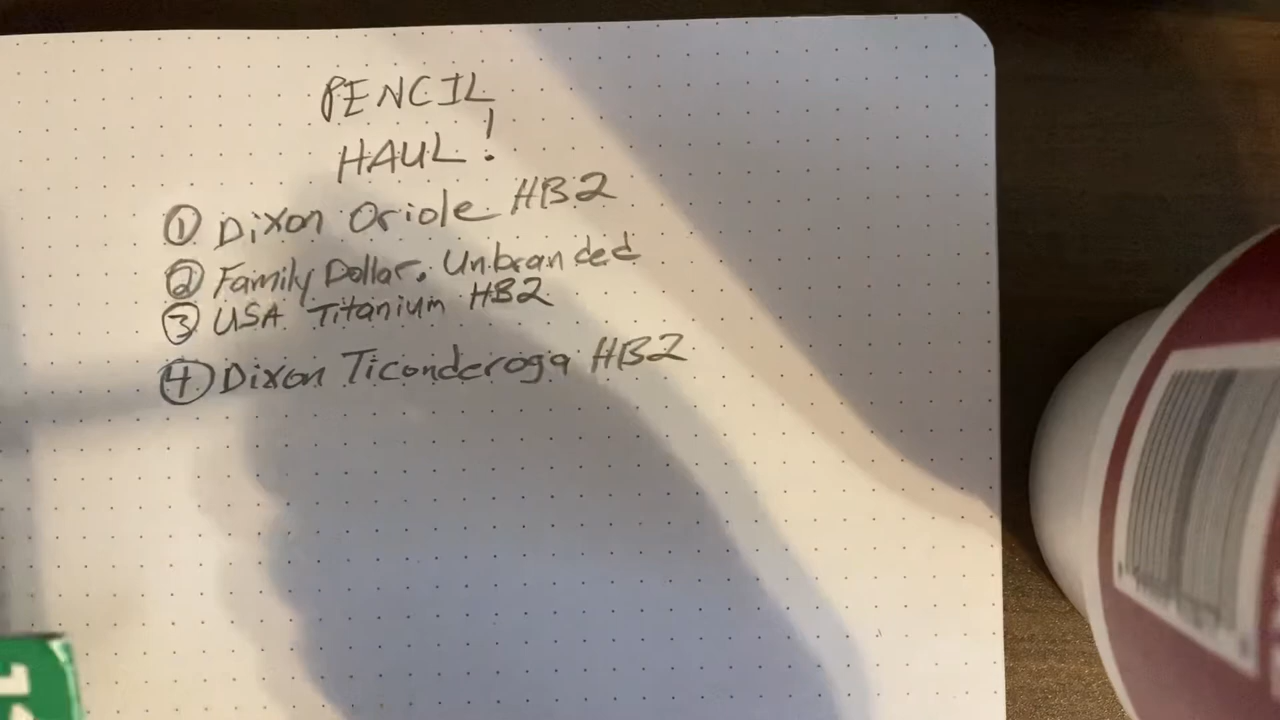 PENCIL
HAUL!
① Dixon Oriole HB2
② Family Dollar. Unbranded
③ USA Titanium HB2
④ Dixon Ticonderoga HB2